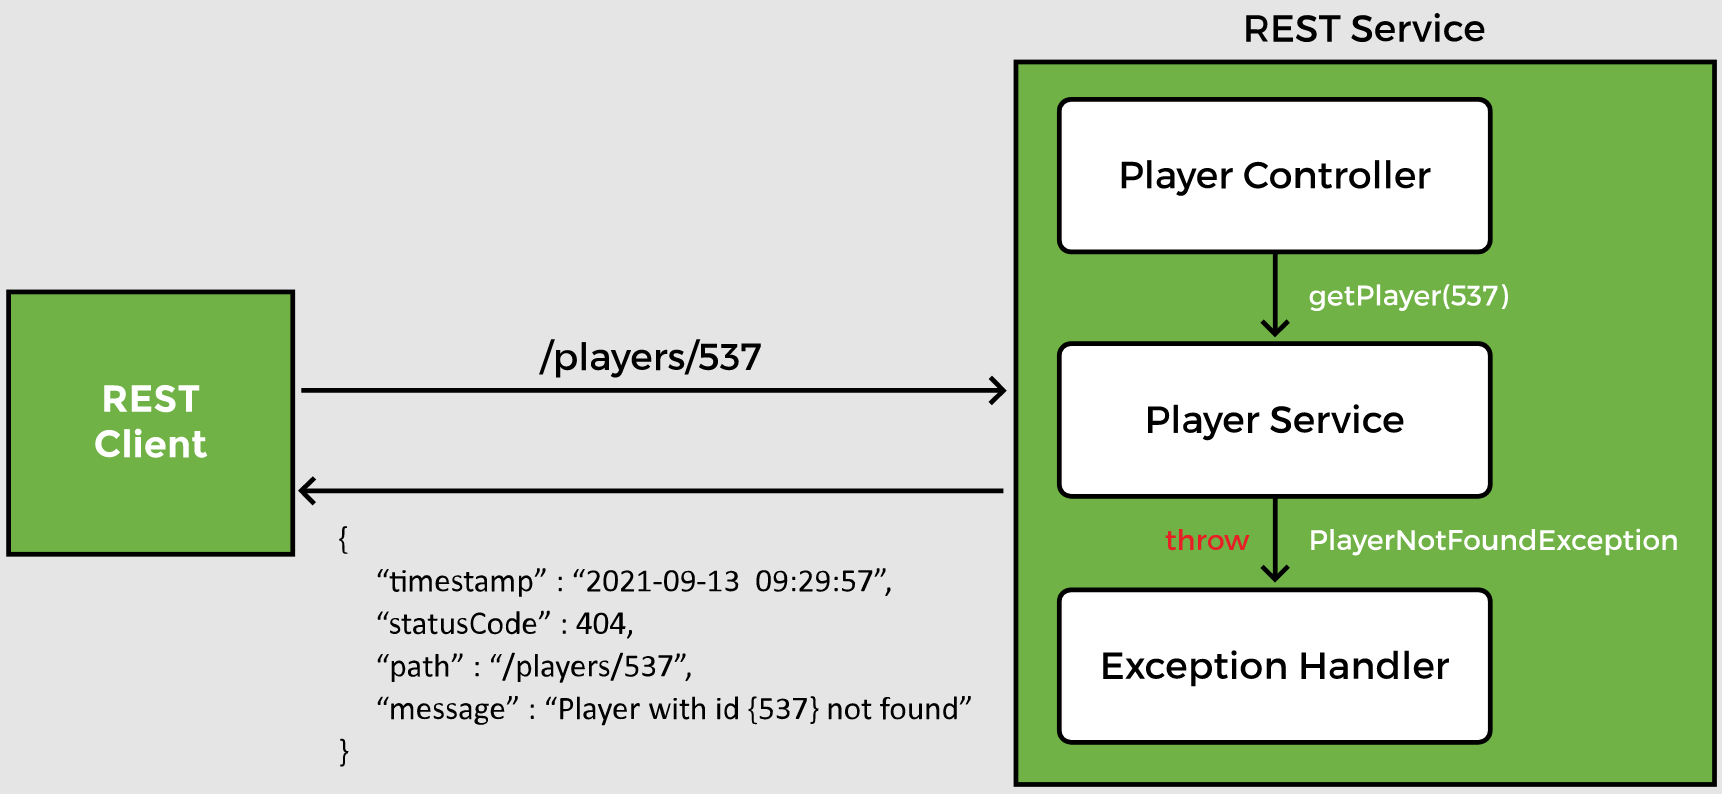 REST Service
Player Controller
getPlayer(537)
/players/537
REST
Client
Player Service
throw PlayerNotFoundException
{
“timestamp” : “2021-09-13  09:29:57”,
“statusCode” : 404,
“path” : “/players/537”,
“message” : “Player with id {537} not found”
}
Exception Handler